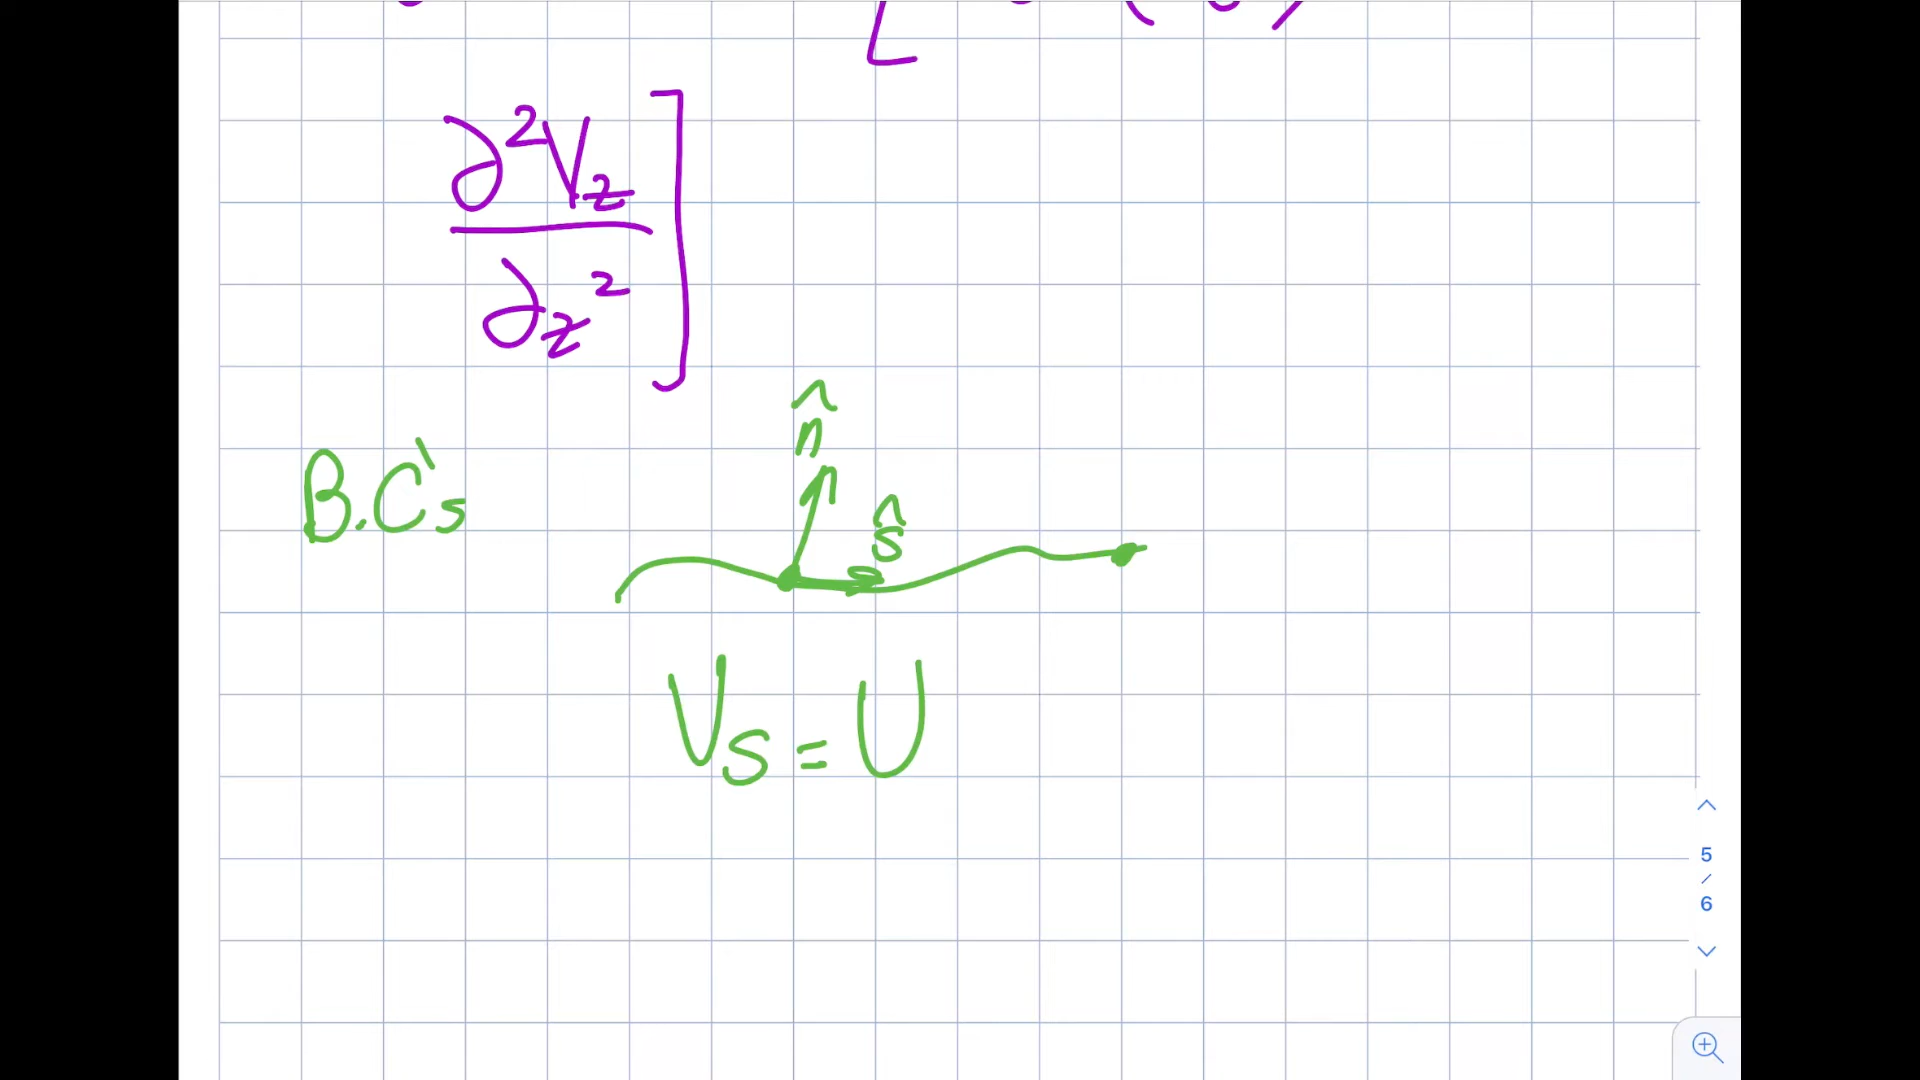 ∂²V_z
∂z²
]
B.C's
n̂
ŝ
V_s = U
5
/
6